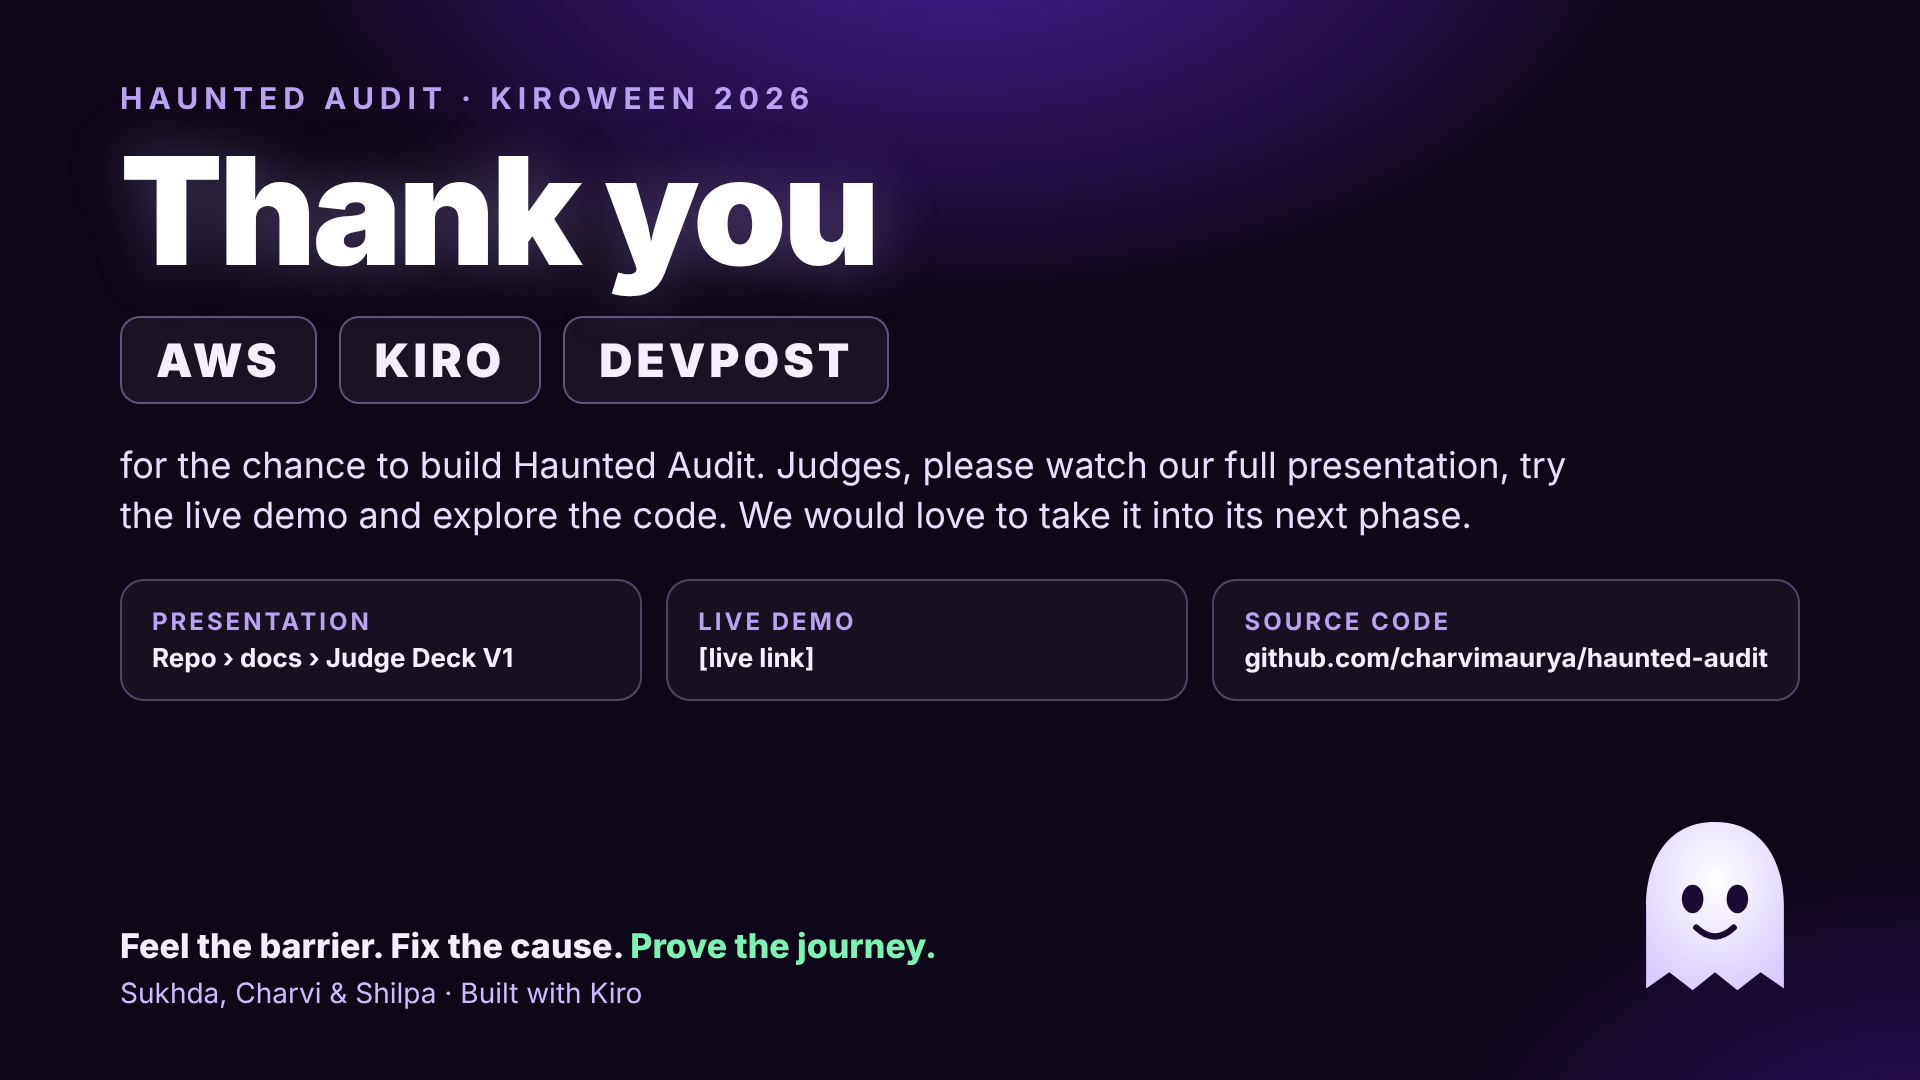 HAUNTED AUDIT · KIROWEEN 2026
Thank you
AWS
KIRO
DEVPOST
for the chance to build Haunted Audit. Judges, please watch our full presentation, try
the live demo and explore the code. We would love to take it into its next phase.
PRESENTATION
Repo › docs › Judge Deck V1
LIVE DEMO
[live link]
SOURCE CODE
github.com/charvimaurya/haunted-audit
Feel the barrier. Fix the cause. Prove the journey.
Sukhda, Charvi & Shilpa · Built with Kiro